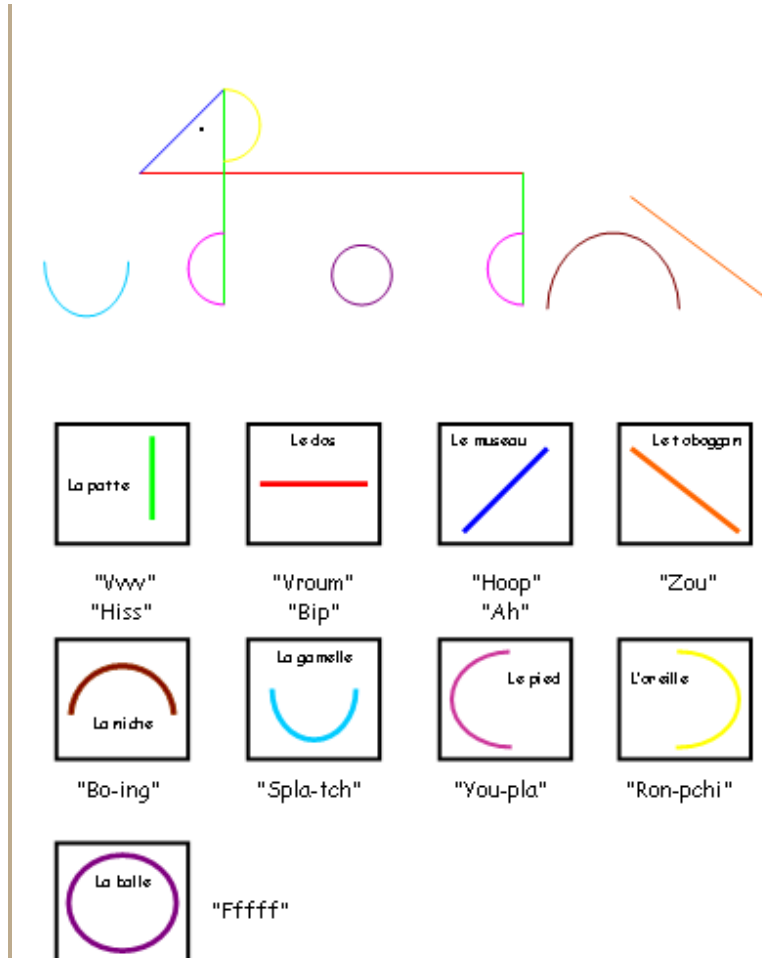 La patte
Le dos
Le museau
Le toboggan
"Vvvv"
"Hiss"
"Vroum"
"Bip"
"Hoop"
"Ah"
"Zou"
La niche
La gamelle
Le pied
L'oreille
"Bo-ing"
"Spla-tch"
"You-pla"
"Ron-pchi"
La balle
"Fffff"